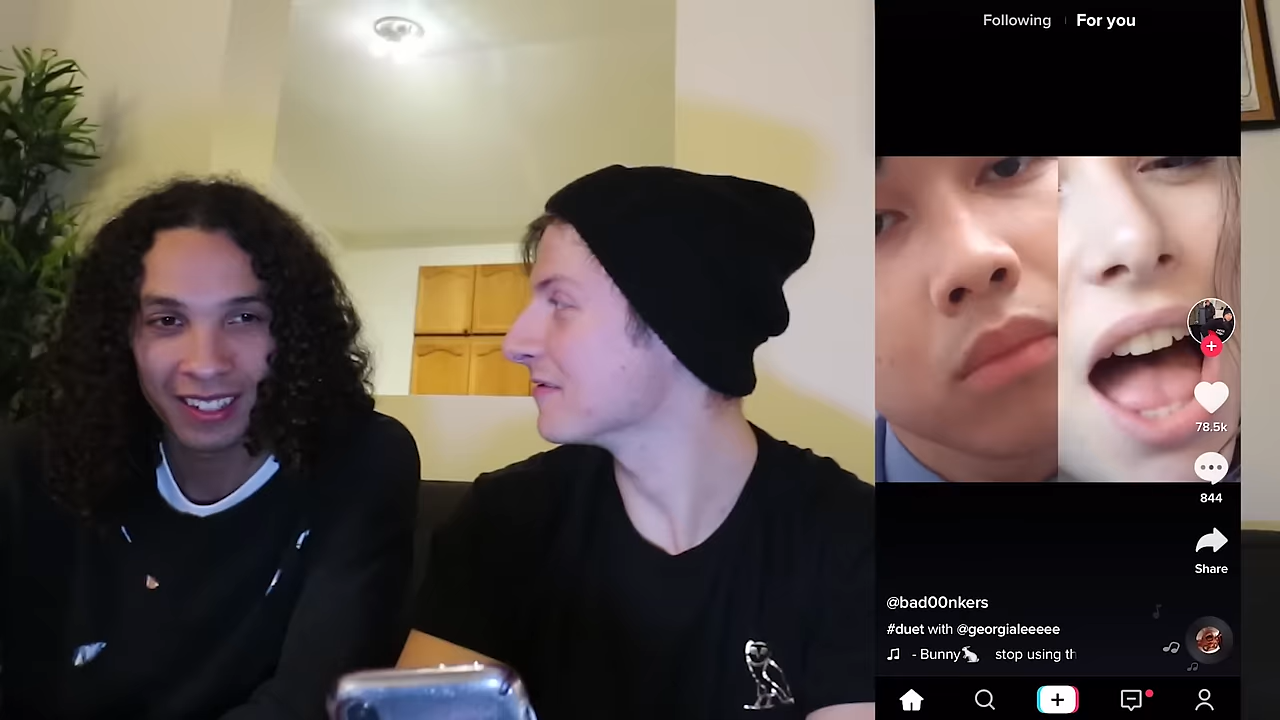 Following
For you
78.5k
844
Share
@bad00nkers
#duet with @georgialeeeee
- Bunny🐇 stop using th